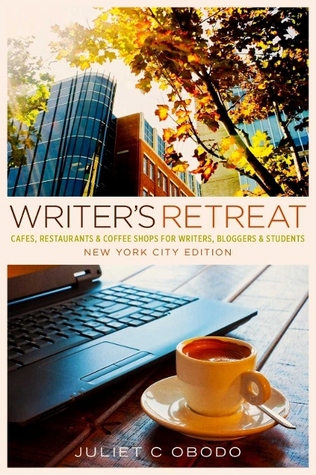 WRITER'S RETREAT
CAFES, RESTAURANTS & COFFEE SHOPS FOR WRITERS, BLOGGERS & STUDENTS
NEW YORK CITY EDITION
JULIET C OBODO